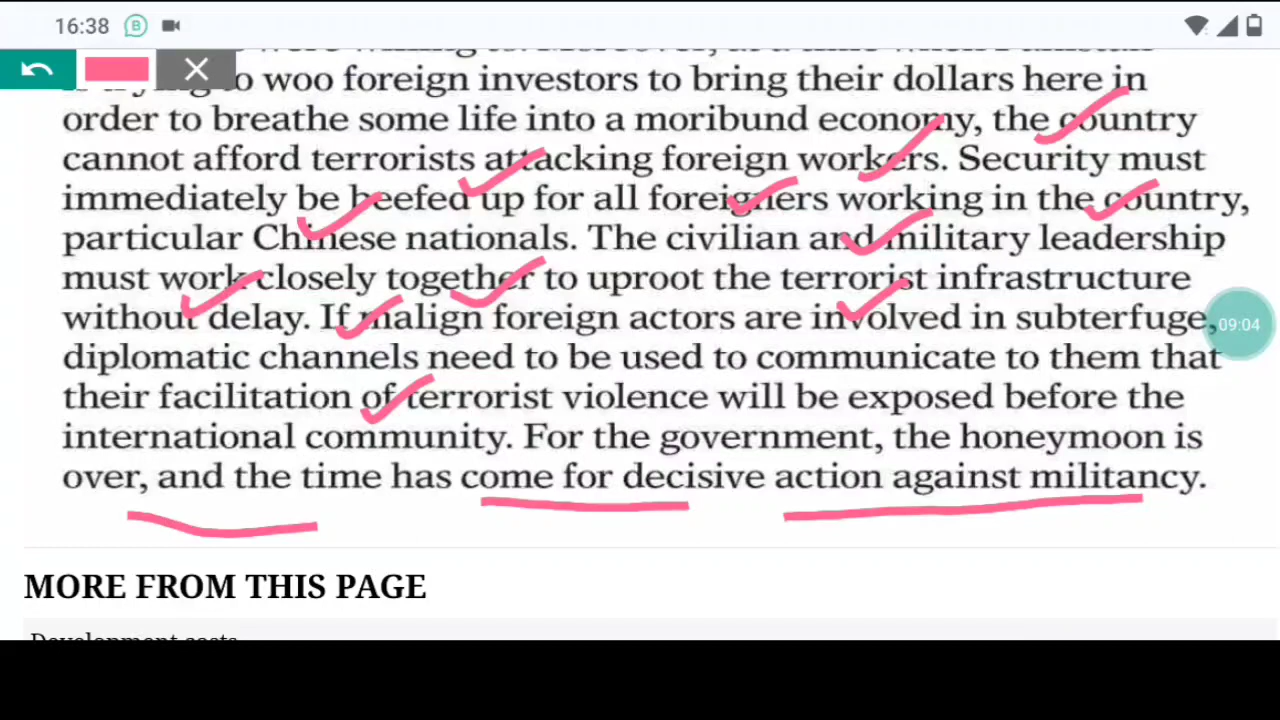 16:38
to woo foreign investors to bring their dollars here in
order to breathe some life into a moribund economy, the country
cannot afford terrorists attacking foreign workers. Security must
immediately be beefed up for all foreigners working in the country,
particular Chinese nationals. The civilian and military leadership
must work closely together to uproot the terrorist infrastructure
without delay. If malign foreign actors are involved in subterfuge,
09:04
diplomatic channels need to be used to communicate to them that
their facilitation of terrorist violence will be exposed before the
international community. For the government, the honeymoon is
over, and the time has come for decisive action against militancy.
MORE FROM THIS PAGE
Development costs